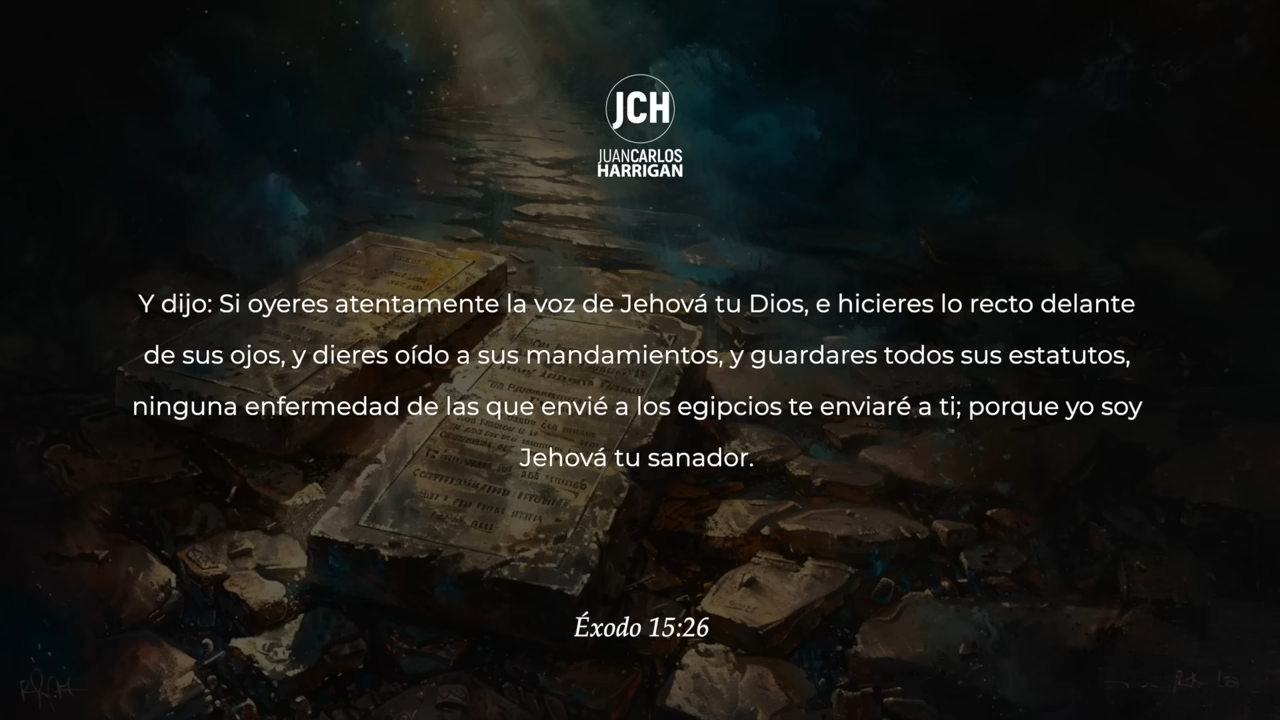 JCH
JUANCARLOS
HARRIGAN
Y dijo: Si oyeres atentamente la voz de Jehová tu Dios, e hicieres lo recto delante
de sus ojos, y dieres oído a sus mandamientos, y guardares todos sus estatutos,
ninguna enfermedad de las que envié a los egipcios te enviaré a ti; porque yo soy
Jehová tu sanador.
Éxodo 15:26